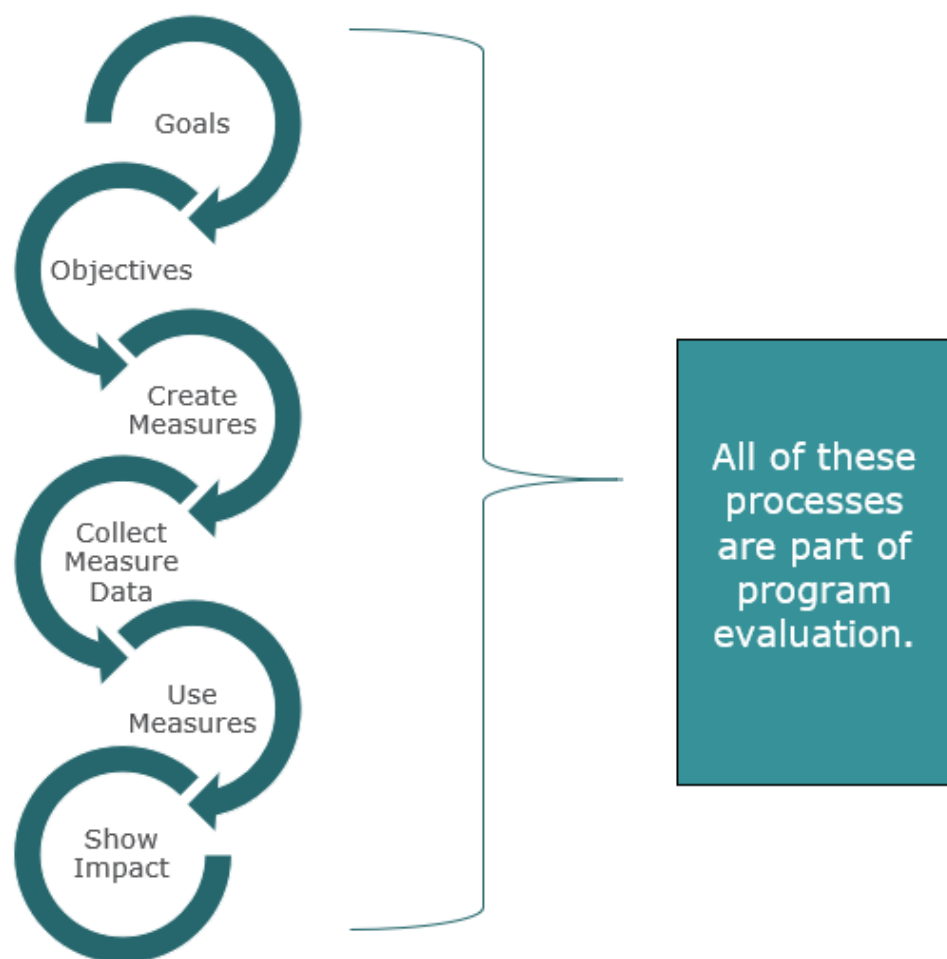 Goals
Objectives
Create
Measures
Collect
Measure
Data
Use
Measures
Show
Impact
All of these
processes
are part of
program
evaluation.